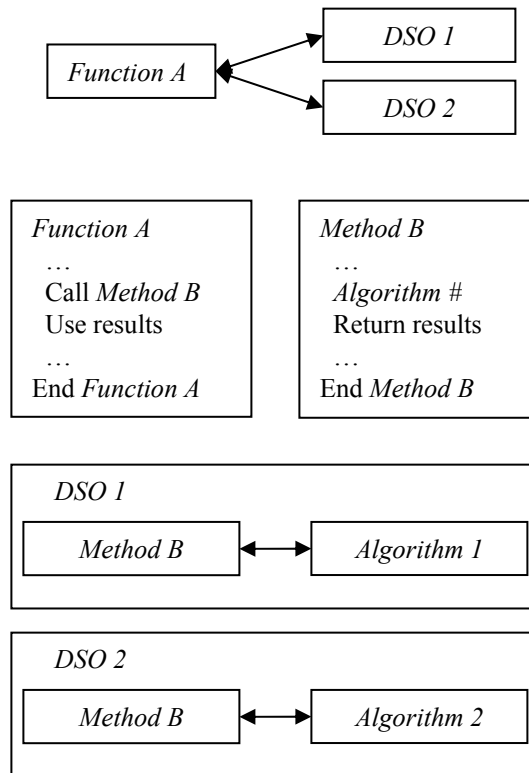 DSO 1
Function A
DSO 2
Function A
…
Call Method B
Use results
…
End Function A
Method B
…
Algorithm #
Return results
…
End Method B
DSO 1
Method B
Algorithm 1
DSO 2
Method B
Algorithm 2